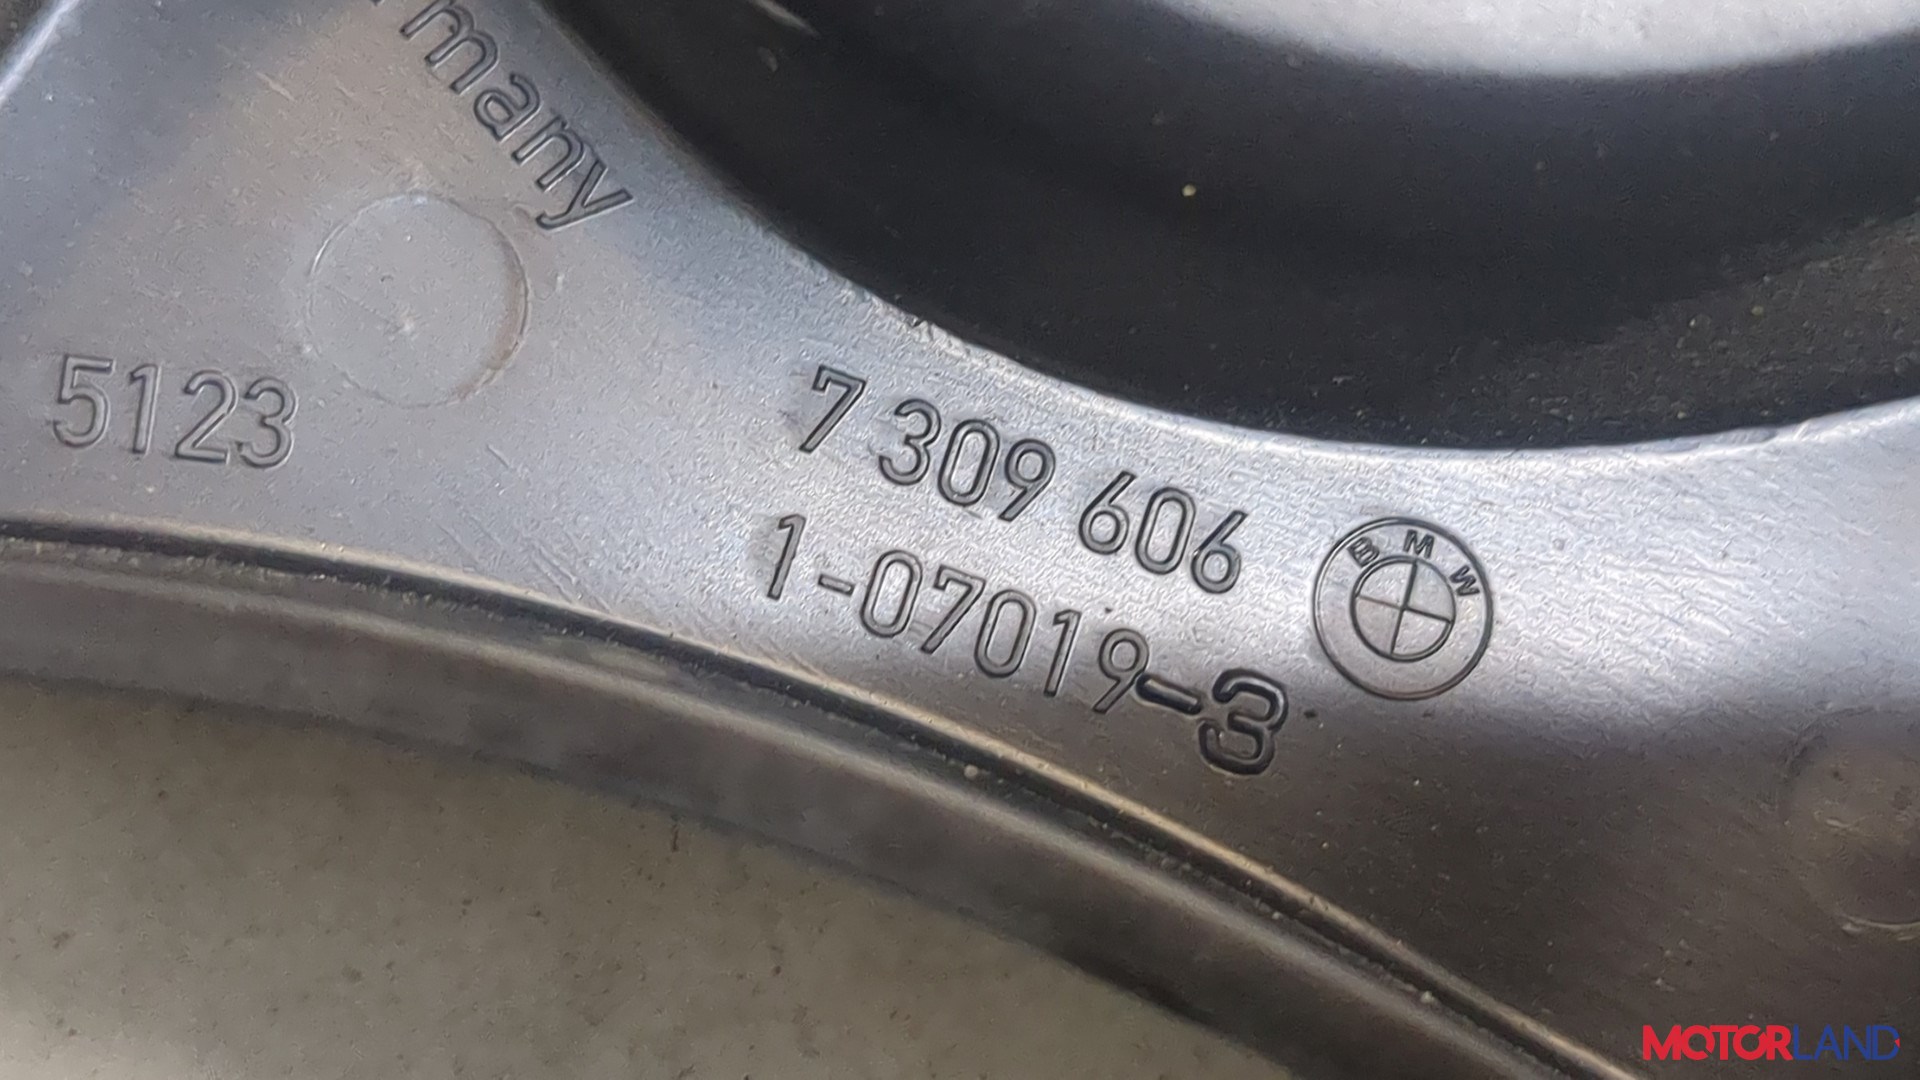 many
5123
7 309 606
1-07019-3
BMW
MOTORLAND